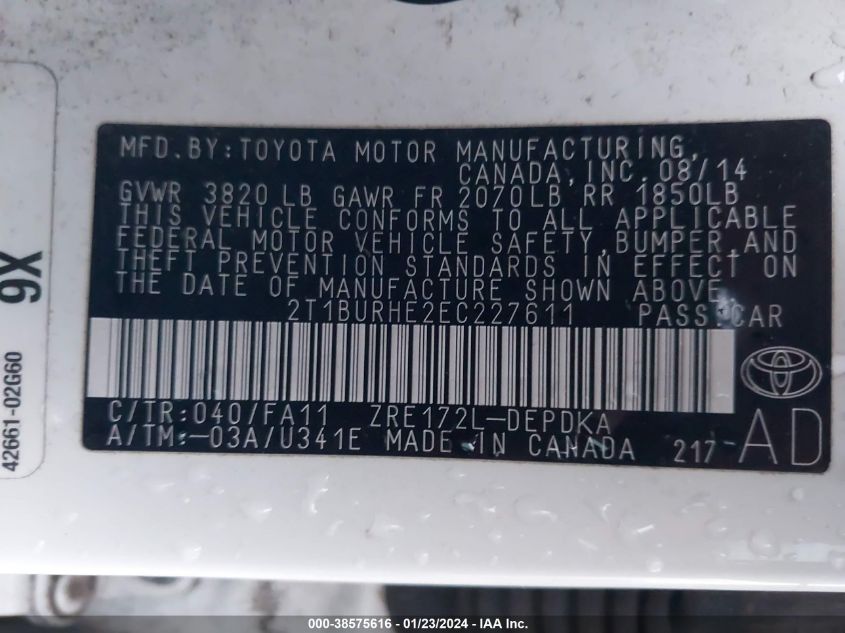 MFD.BY:TOYOTA MOTOR MANUFACTURING,
CANADA,INC. 08/14
GVWR 3820 LB GAWR FR 2070LB RR 1850LB
THIS VEHICLE CONFORMS TO ALL APPLICABLE
FEDERAL MOTOR VEHICLE SAFETY,BUMPER,AND
THEFT PREVENTION STANDARDS IN EFFECT ON
THE DATE OF MANUFACTURE SHOWN ABOVE.
2T1BURHE2EC227611 PASS.CAR
C/TR:040/FA11 ZRE172L-DEPDKA
A/TM:-03A/U341E MADE IN CANADA 217- AD
9X
42661-02G60
000-38575616 - 01/23/2024 - IAA Inc.